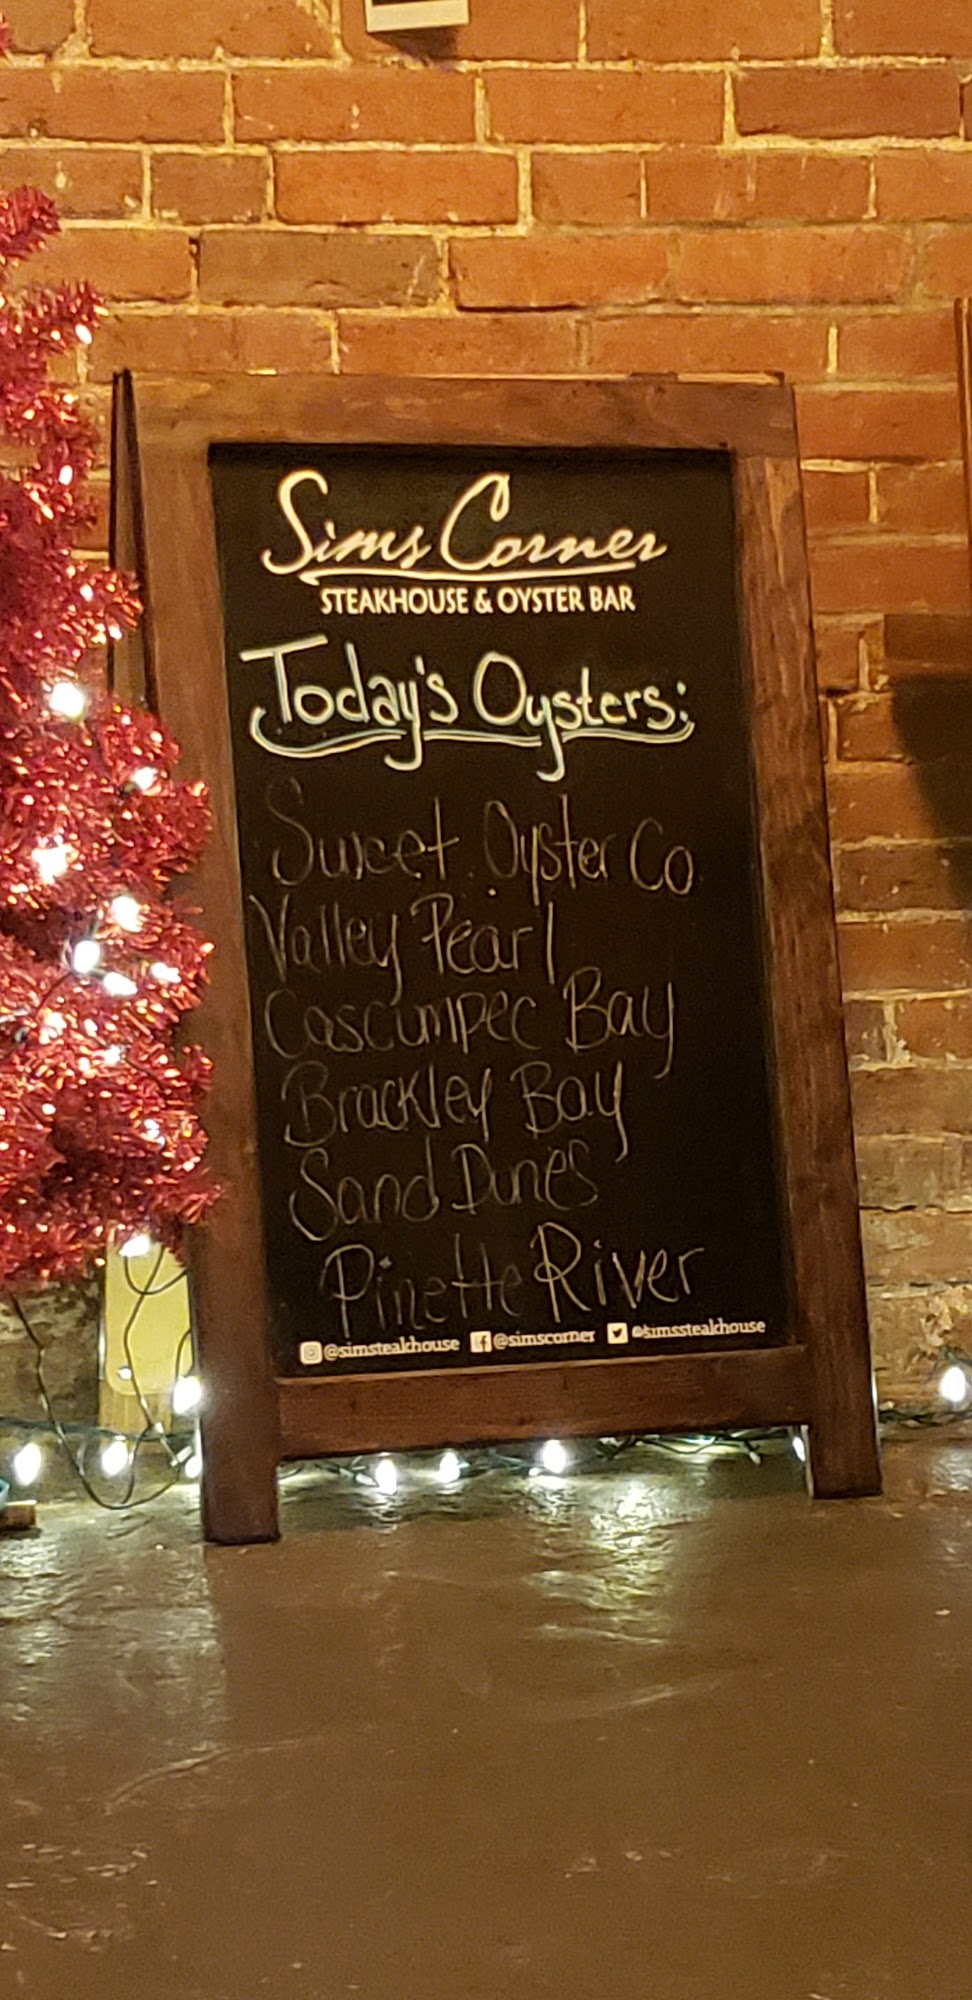 Sims Corner
STEAKHOUSE & OYSTER BAR
Today's Oysters:
Sweet Oyster Co
Valley Pearl
Cascumpec Bay
Brackley Bay
Sand Dunes
Pinette River
@simsteakhouse @simscorner @simssteakhouse